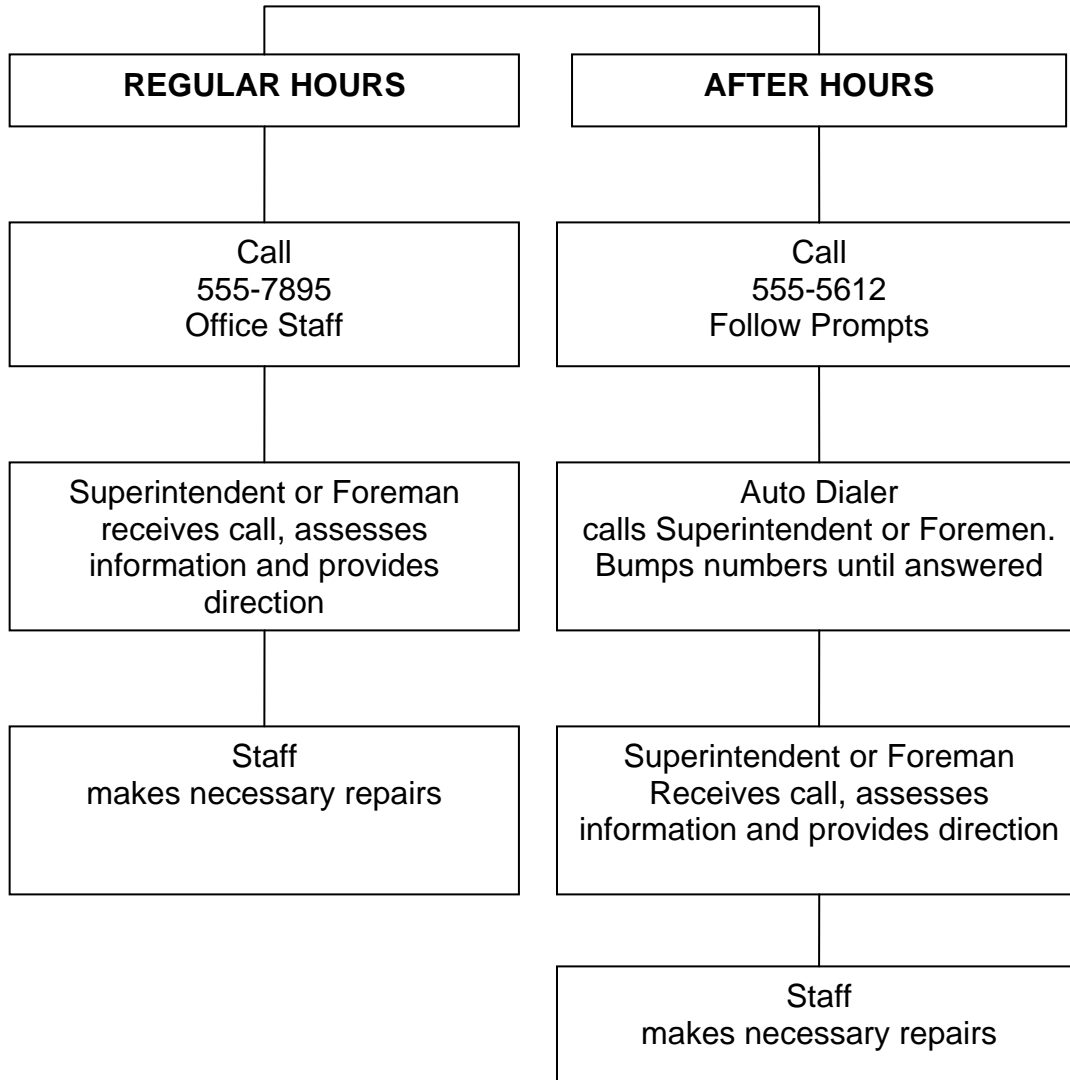 REGULAR HOURS
Call
555-7895
Office Staff
Superintendent or Foreman
receives call, assesses
information and provides
direction
Staff
makes necessary repairs
AFTER HOURS
Call
555-5612
Follow Prompts
Auto Dialer
calls Superintendent or Foremen.
Bumps numbers until answered
Superintendent or Foreman
Receives call, assesses
information and provides direction
Staff
makes necessary repairs